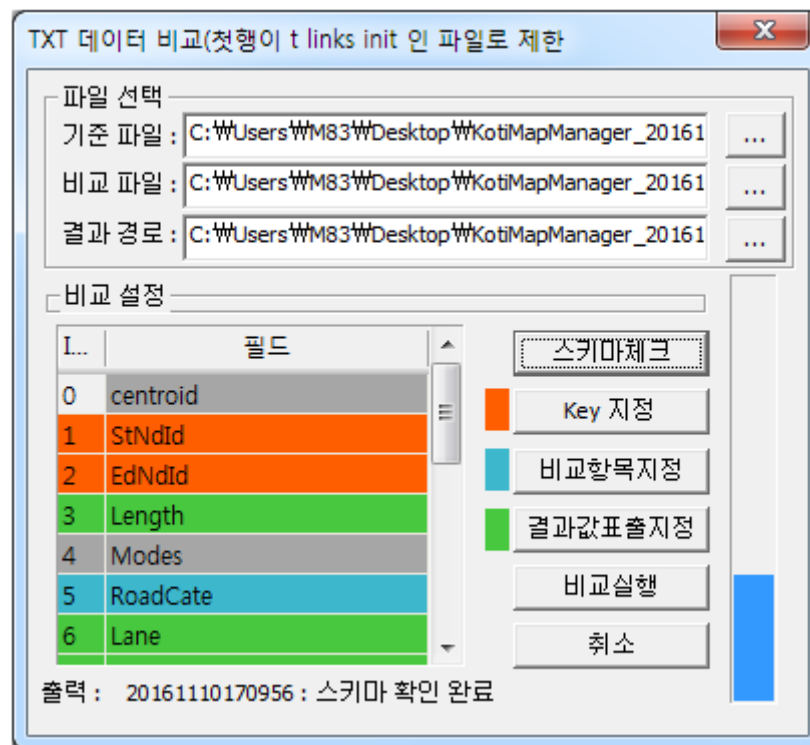 TXT 데이터 비교(첫행이 t links init 인 파일로 제한
x
파일 선택
기준 파일 : C:₩Users₩M83₩Desktop₩KotiMapManager_20161 ...
비교 파일 : C:₩Users₩M83₩Desktop₩KotiMapManager_20161 ...
결과 경로 : C:₩Users₩M83₩Desktop₩KotiMapManager_20161 ...
비교 설정
I... 필드
0 centroid
1 StNdId
2 EdNdId
3 Length
4 Modes
5 RoadCate
6 Lane
스키마체크
Key 지정
비교항목지정
결과값표출지정
비교실행
취소
출력 : 20161110170956 : 스키마 확인 완료